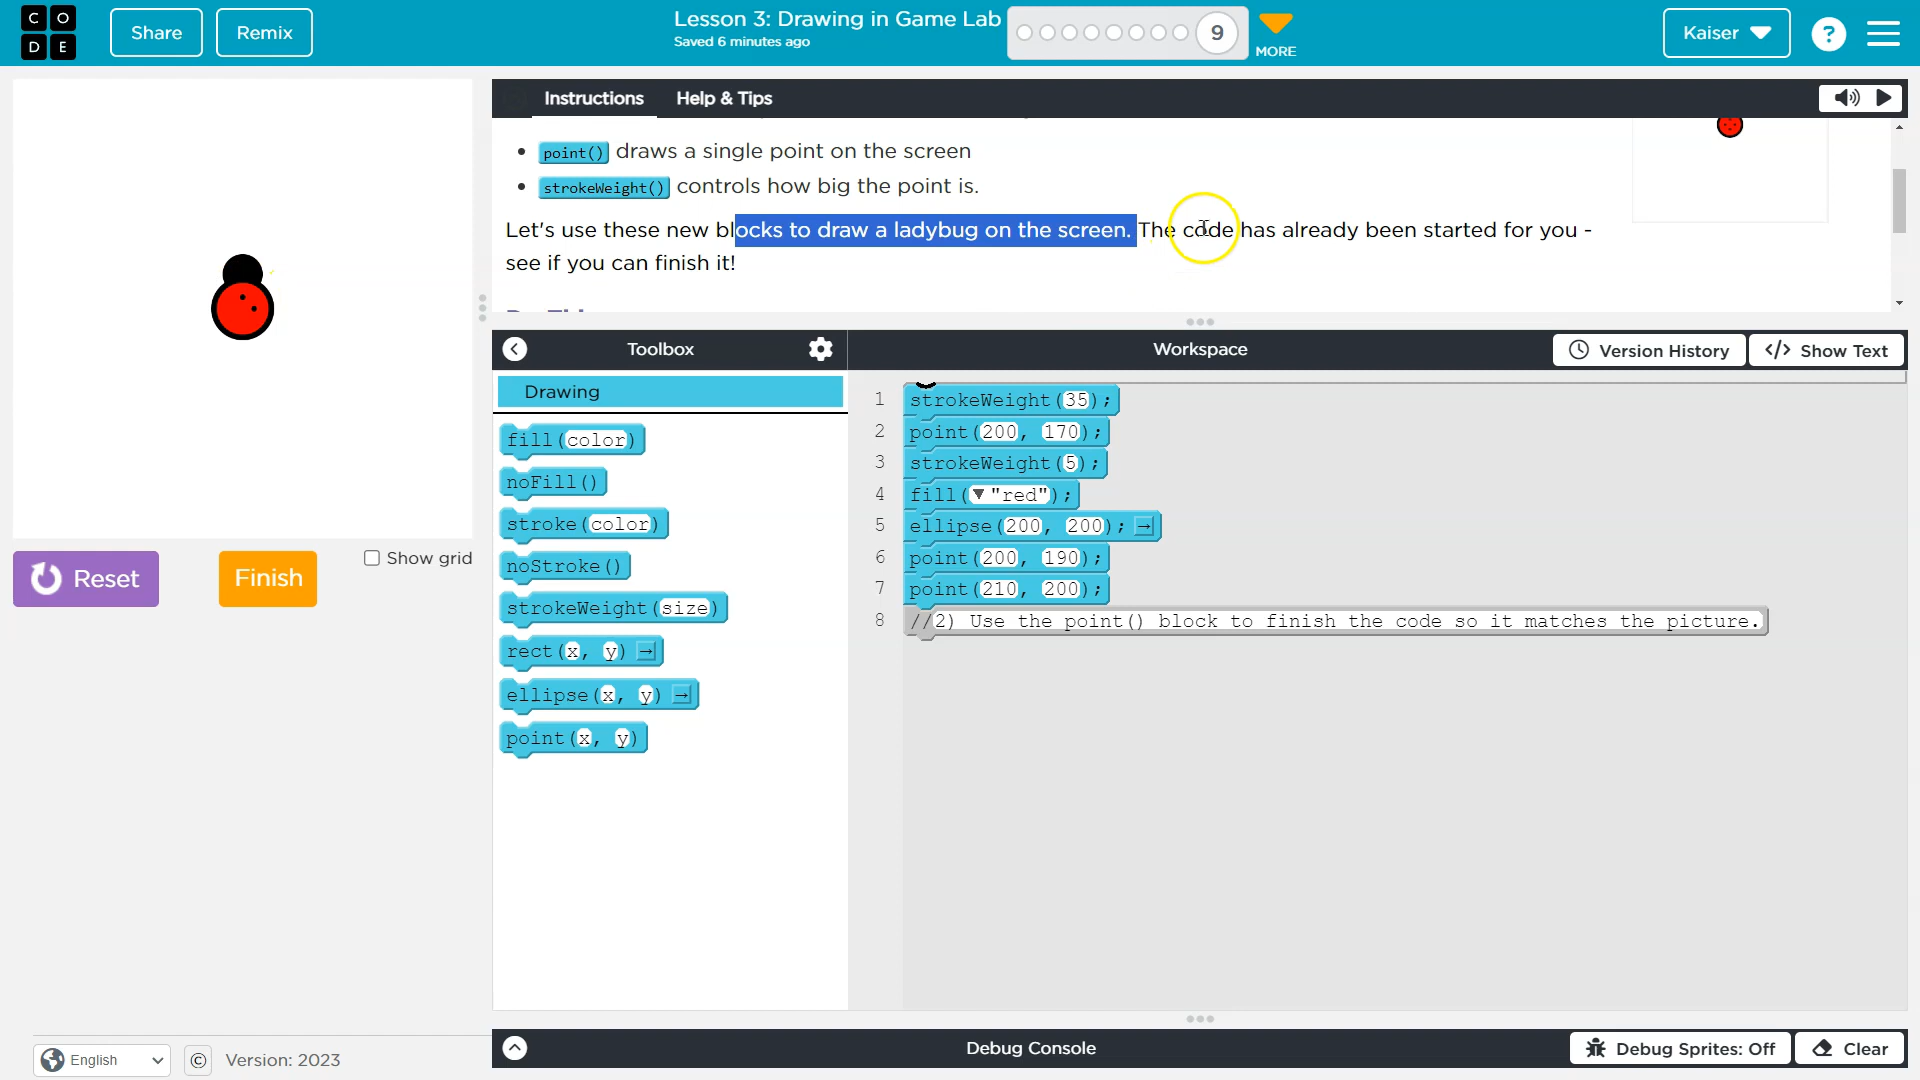 C O
D E
Share
Remix
Lesson 3: Drawing in Game Lab
Saved 6 minutes ago
9
MORE
Kaiser
?
Instructions
Help & Tips
point() draws a single point on the screen
strokeWeight() controls how big the point is.
Let's use these new blocks to draw a ladybug on the screen. The code has already been started for you -
see if you can finish it!
Toolbox
Workspace
Version History
</> Show Text
Drawing
fill(color)
noFill()
stroke(color)
noStroke()
strokeWeight(size)
rect(x, y)
ellipse(x, y)
point(x, y)
1 strokeWeight(35);
2 point(200, 170);
3 strokeWeight(5);
4 fill("red");
5 ellipse(200, 200);
6 point(200, 190);
7 point(210, 200);
8 //2) Use the point() block to finish the code so it matches the picture.
Reset
Finish
Show grid
English
©
Version: 2023
Debug Console
Debug Sprites: Off
Clear